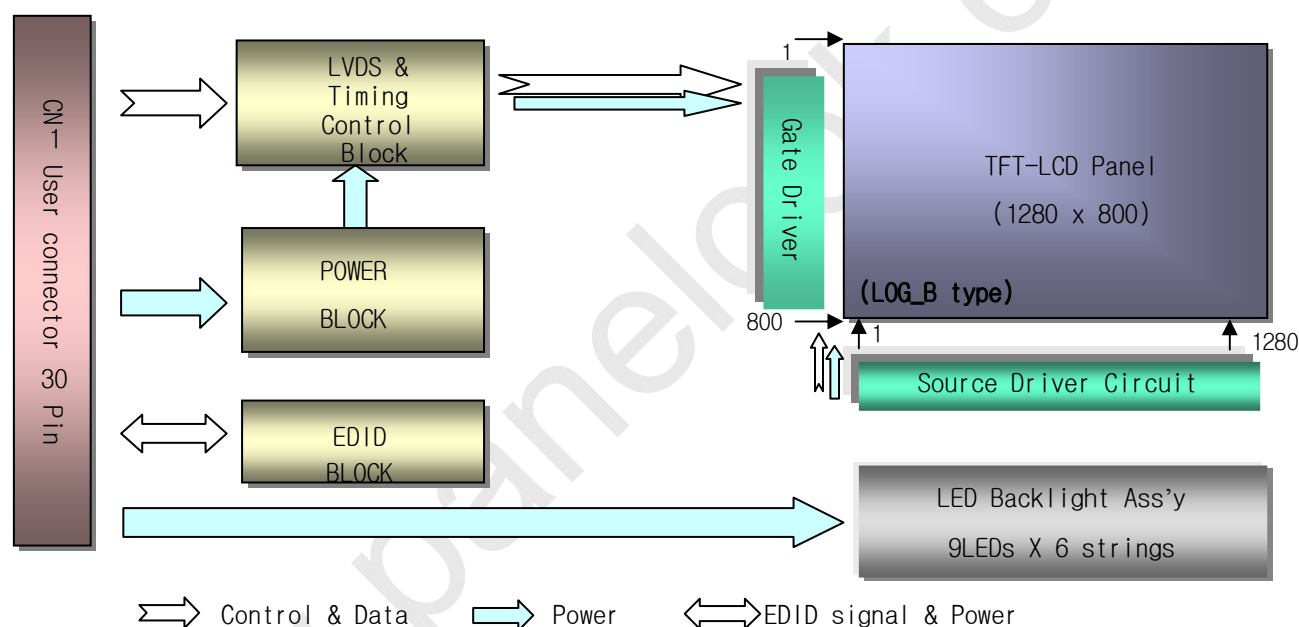 CN- User connector 30 Pin
LVDS &
Timing
Control
Block
POWER
BLOCK
EDID
BLOCK
1
Gate Driver
800
TFT-LCD Panel
(1280 x 800)
(LOG_B type)
1
1280
Source Driver Circuit
LED Backlight Ass'y
9LEDs X 6 strings
Control & Data
Power
EDID signal & Power
panelook